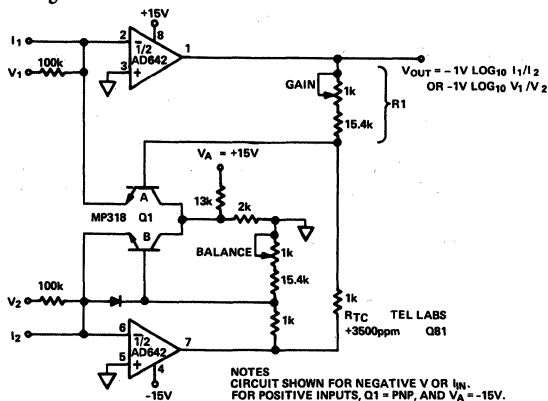 +15V
I1
2
8
1
1/2
AD642
3
+
V1
100k
VOUT = −1V LOG10 I1/I2
OR −1V LOG10 V1/V2
GAIN
1k
R1
15.4k
VA = +15V
A
13k
2k
MP318 Q1
B
BALANCE
1k
15.4k
V2
100k
1k
1k
RTC TEL LABS
+3500ppm Q81
I2
6
7
1/2
AD642
5
+
4
−15V
NOTES
CIRCUIT SHOWN FOR NEGATIVE V OR IIN.
FOR POSITIVE INPUTS, Q1 = PNP, AND VA = −15V.